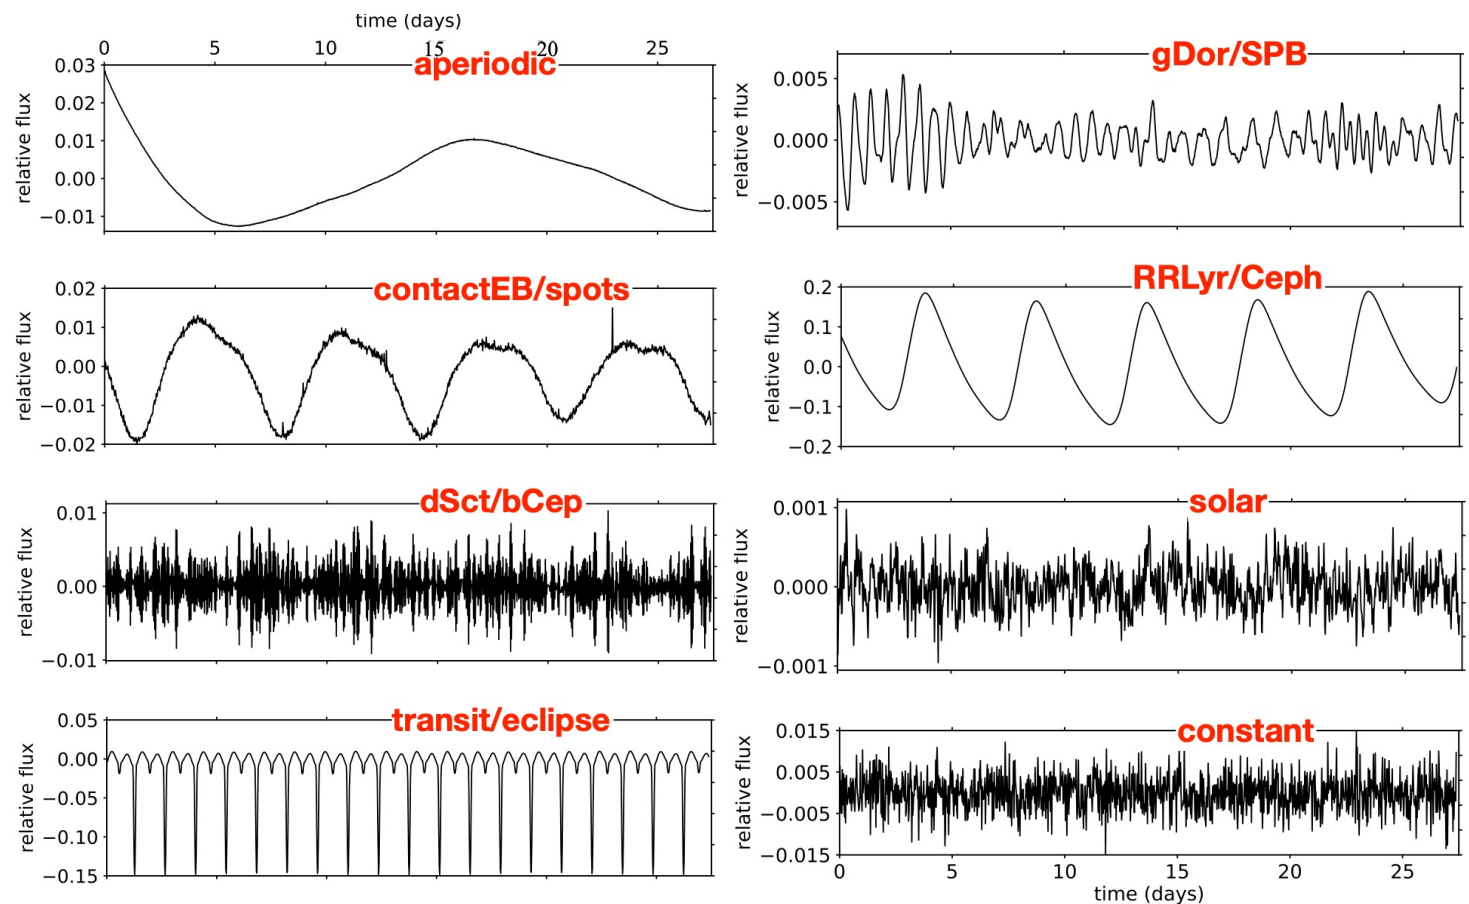 time (days)
0 5 10 15 20 25
aperiodic
relative flux
0.03
0.02
0.01
0.00
−0.01
gDor/SPB
relative flux
0.005
0.000
−0.005
contactEB/spots
relative flux
0.02
0.01
0.00
−0.01
−0.02
RRLyr/Ceph
relative flux
0.2
0.1
0.0
−0.1
−0.2
dSct/bCep
relative flux
0.01
0.00
−0.01
solar
relative flux
0.001
0.000
−0.001
transit/eclipse
relative flux
0.05
0.00
−0.05
−0.10
−0.15
constant
relative flux
0.015
0.005
−0.005
−0.015
0 5 10 15 20 25
time (days)